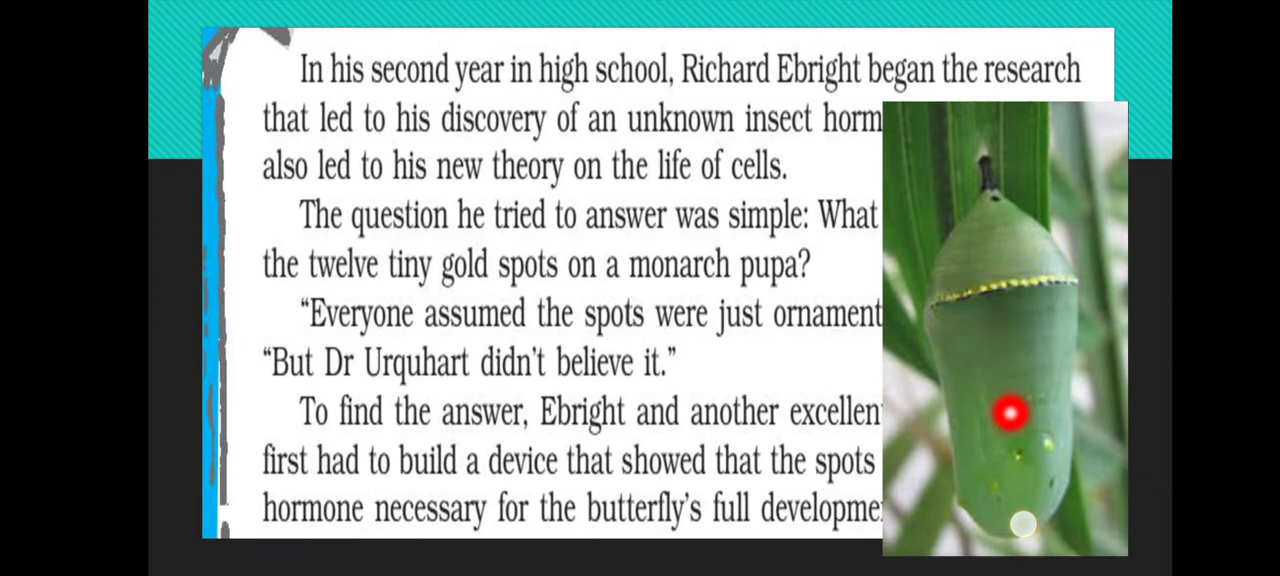 In his second year in high school, Richard Ebright began the research
that led to his discovery of an unknown insect horm
also led to his new theory on the life of cells.
The question he tried to answer was simple: What
the twelve tiny gold spots on a monarch pupa?
“Everyone assumed the spots were just ornament
“But Dr Urquhart didn’t believe it.”
To find the answer, Ebright and another excellen
first had to build a device that showed that the spots
hormone necessary for the butterfly’s full developme